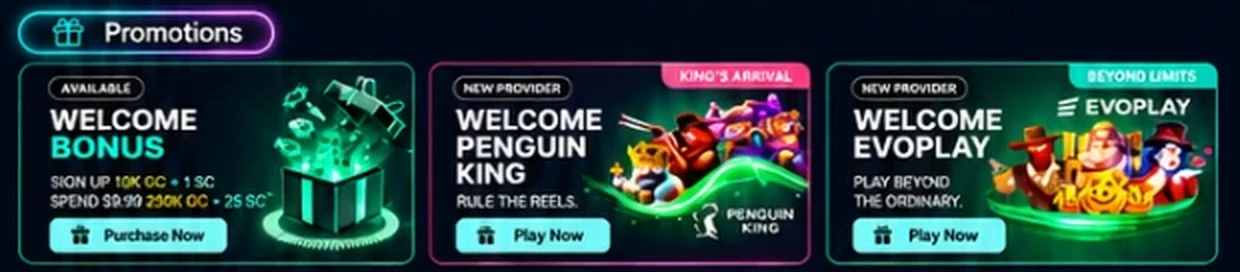 Promotions
AVAILABLE
WELCOME
BONUS
SIGN UP 10K GC + 1 SC
SPEND $9.99 250K GC + 25 SC
Purchase Now
KING'S ARRIVAL
NEW PROVIDER
WELCOME
PENGUIN
KING
RULE THE REELS.
PENGUIN
KING
Play Now
BEYOND LIMITS
NEW PROVIDER
EVOPLAY
WELCOME
EVOPLAY
PLAY BEYOND
THE ORDINARY.
Play Now